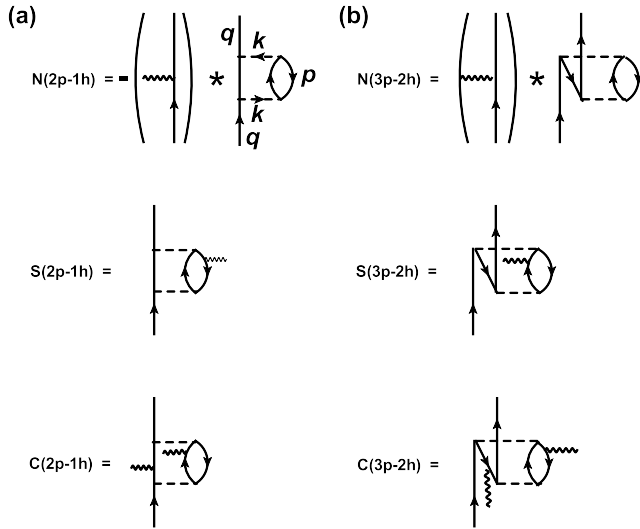 (a) (b)
q k
N(2p-1h) = - * p N(3p-2h) = *
k
q
S(2p-1h) = S(3p-2h) =
C(2p-1h) = C(3p-2h) =